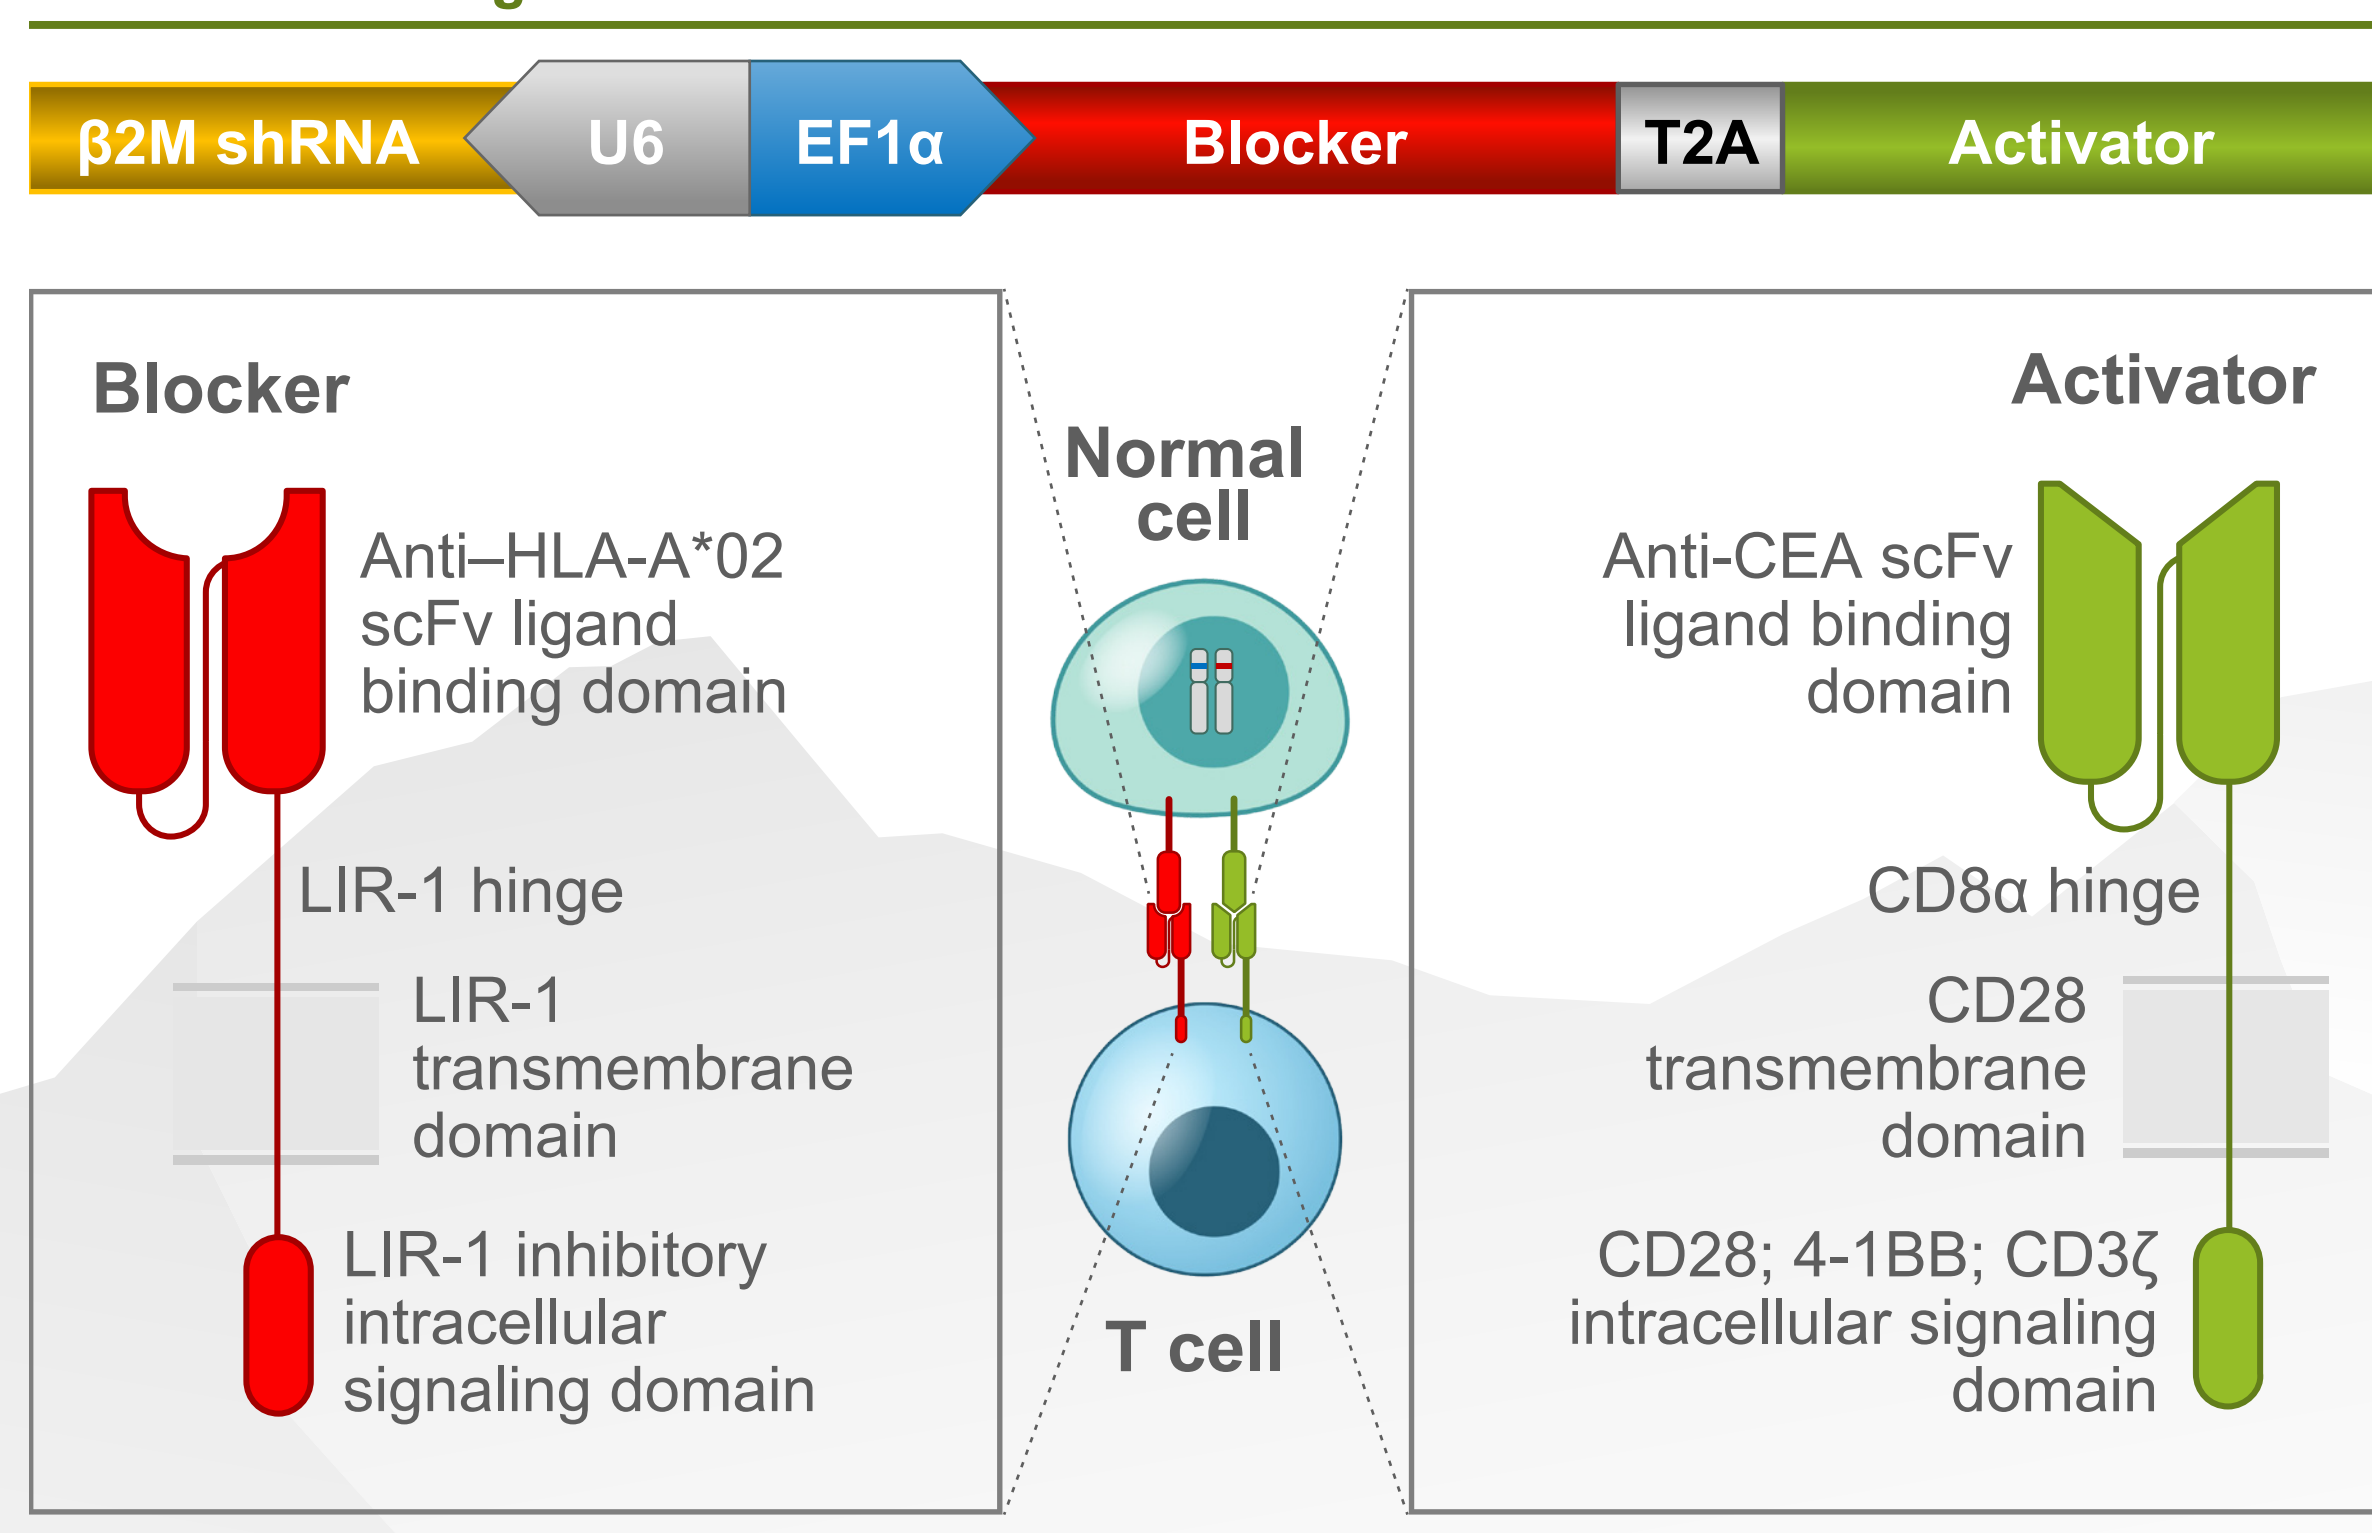 β2M shRNA U6 EF1α Blocker T2A Activator
Blocker
Anti–HLA-A*02
scFv ligand
binding domain
LIR-1 hinge
LIR-1
transmembrane
domain
LIR-1 inhibitory
intracellular
signaling domain
Normal
cell
T cell
Activator
Anti-CEA scFv
ligand binding
domain
CD8α hinge
CD28
transmembrane
domain
CD28; 4-1BB; CD3ζ
intracellular signaling
domain